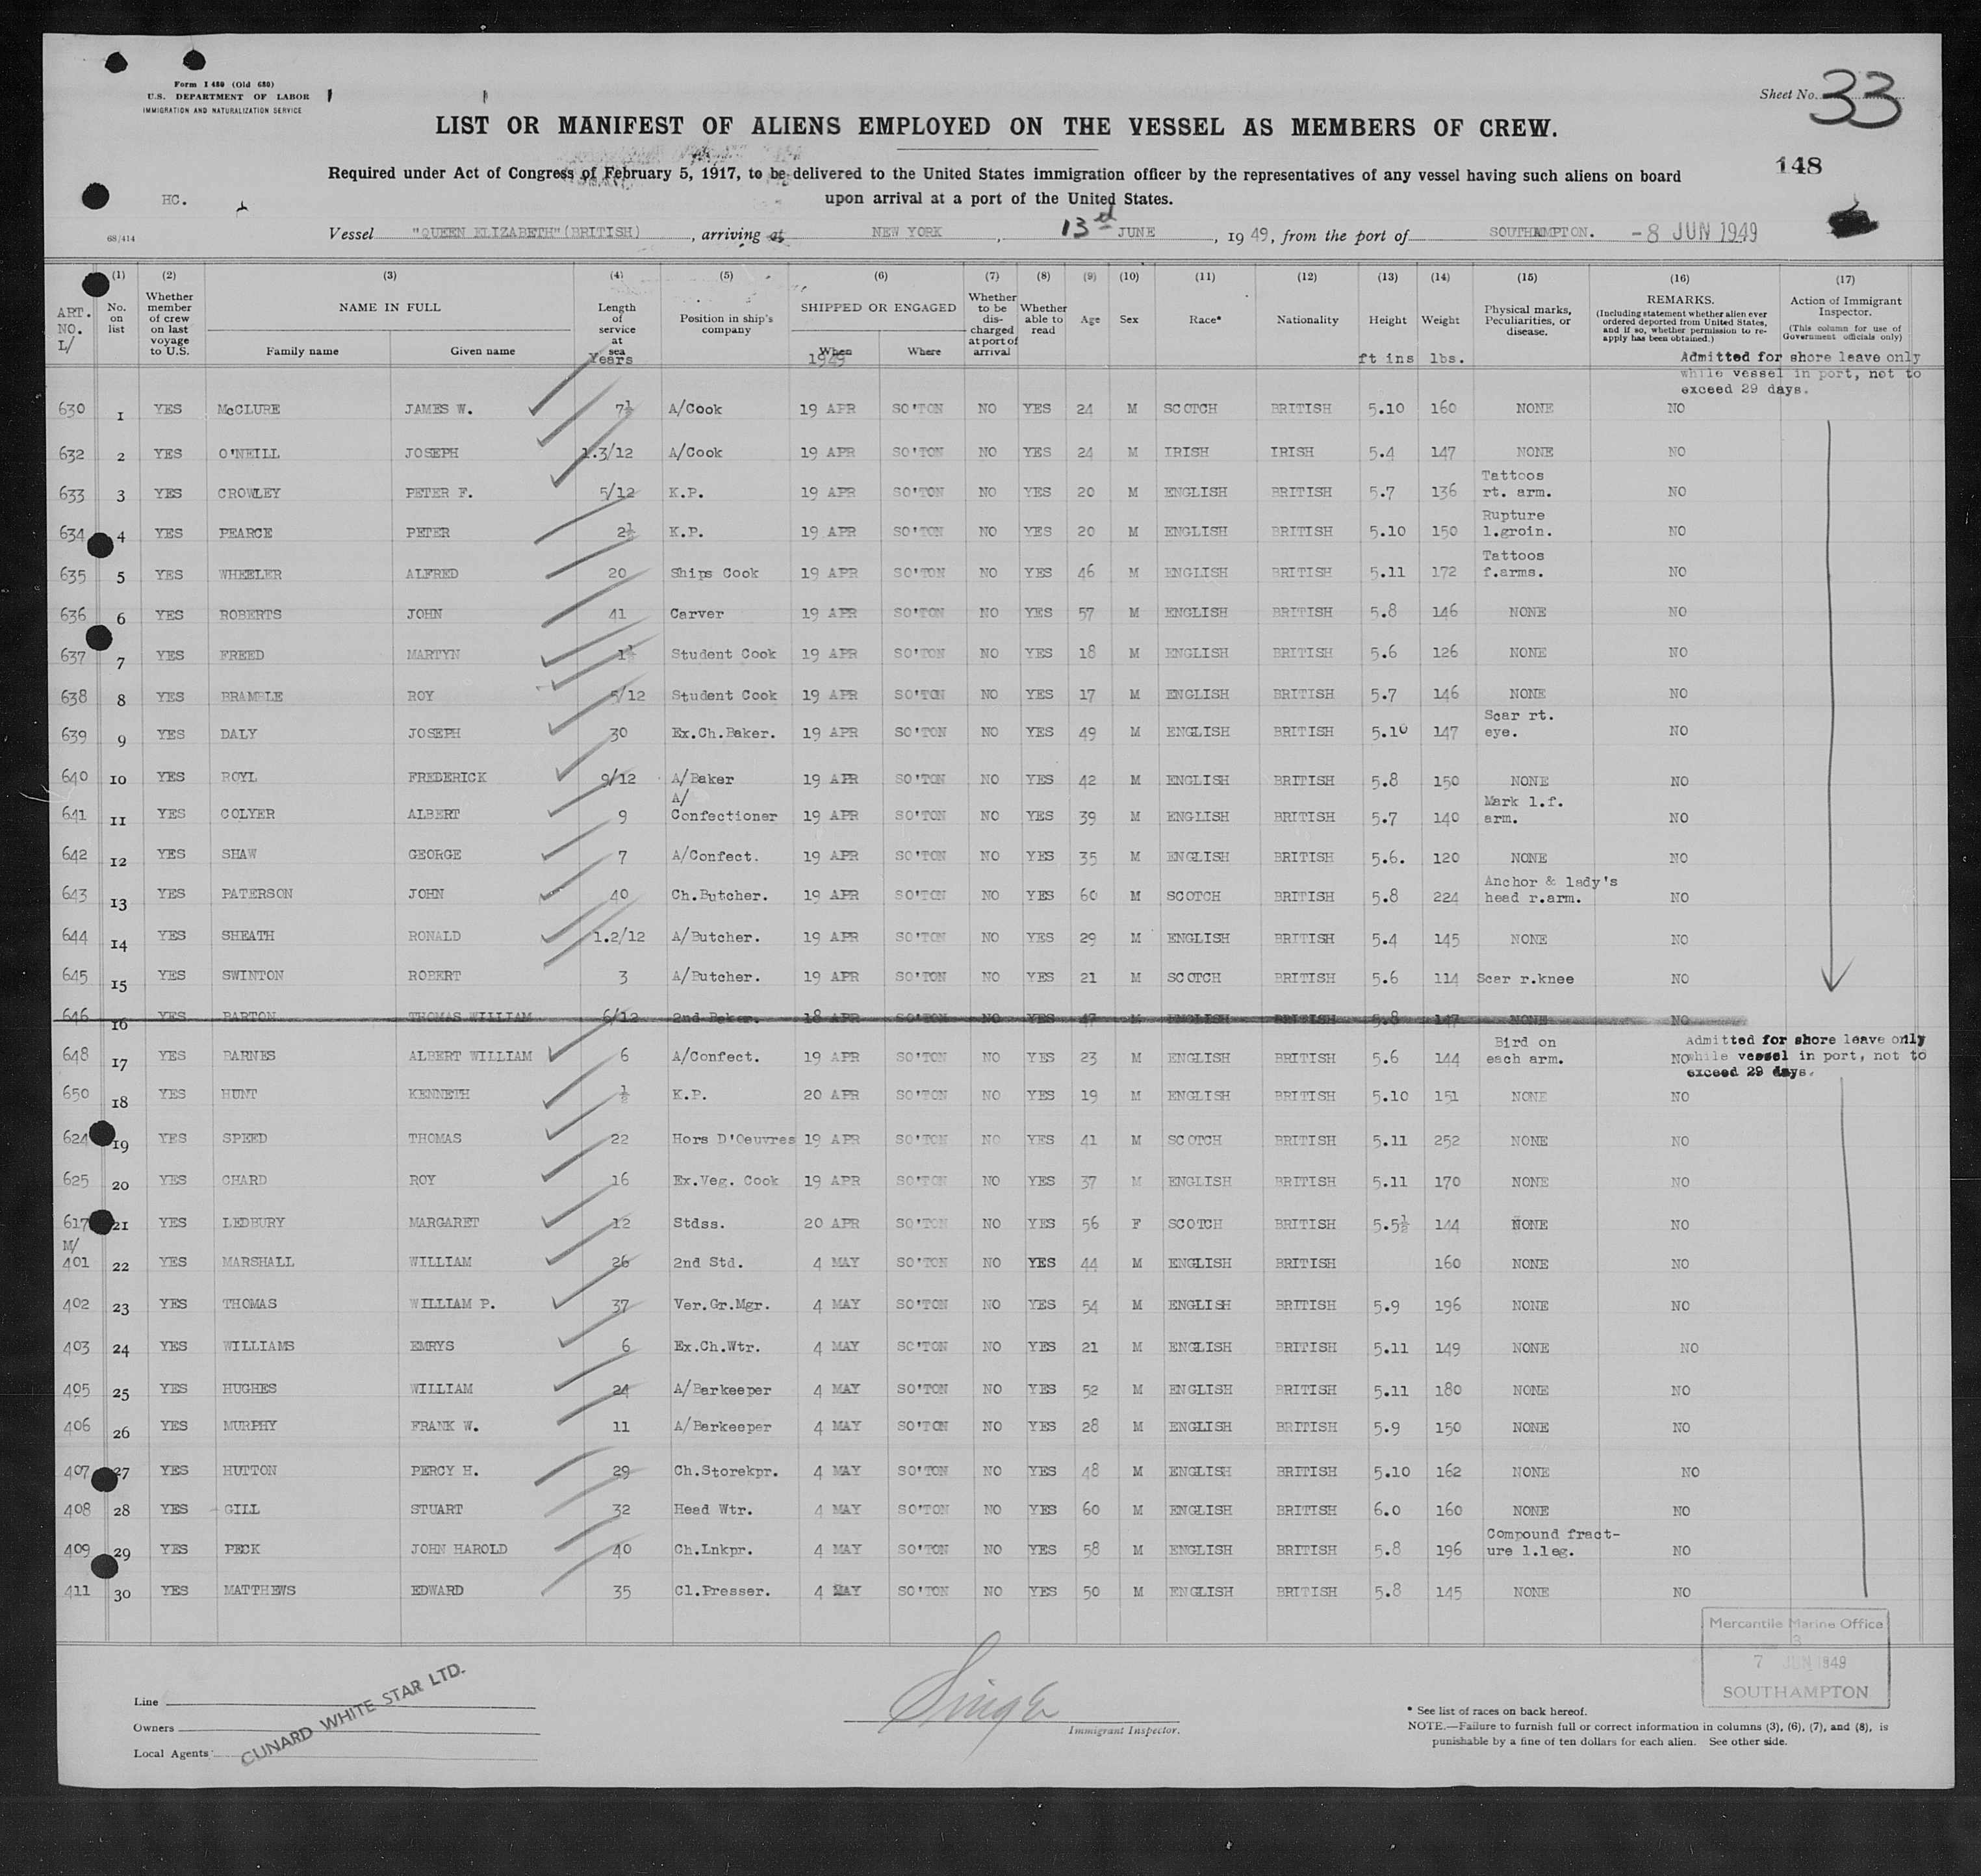 Form I 489 (Old 680)
U.S. DEPARTMENT OF LABOR
IMMIGRATION AND NATURALIZATION SERVICE
Sheet No. 33
LIST OR MANIFEST OF ALIENS EMPLOYED ON THE VESSEL AS MEMBERS OF CREW.
148
Required under Act of Congress of February 5, 1917, to be delivered to the United States immigration officer by the representatives of any vessel having such aliens on board
upon arrival at a port of the United States.
HC.
68/414
Vessel "QUEEN ELIZABETH" (BRITISH), arriving at NEW YORK, 13 JUNE, 1949, from the port of SOUTHAMPTON. -8 JUN 1949
(1) (2) (3) (4) (5) (6) (7) (8) (9) (10) (11) (12) (13) (14) (15) (16) (17)
ART. NO. L/
No. on list
Whether member of crew on last voyage to U.S.
NAME IN FULL
Family name
Given name
Length of service at sea
Years
Position in ship's company
SHIPPED OR ENGAGED
When
1949
Where
Whether to be discharged at port of arrival
Whether able to read
Age
Sex
Race*
Nationality
Height
ft ins
Weight
lbs.
Physical marks, Peculiarities, or disease.
REMARKS.
(Including statement whether alien ever ordered deported from United States, and if so, whether permission to re-apply has been obtained.)
Action of Immigrant Inspector.
(This column for use of Government officials only)
Admitted for shore leave only
while vessel in port, not to
exceed 29 days.
630 1 YES McCLURE JAMES W. 7½ A/Cook 19 APR SO'TON NO YES 24 M SCOTCH BRITISH 5.10 160 NONE NO
632 2 YES O'NEILL JOSEPH 1.3/12 A/Cook 19 APR SO'TON NO YES 24 M IRISH IRISH 5.4 147 NONE NO
633 3 YES CROWLEY PETER F. 5/12 K.P. 19 APR SO'TON NO YES 20 M ENGLISH BRITISH 5.7 136 Tattoos rt. arm. NO
634 4 YES PEARCE PETER 2½ K.P. 19 APR SO'TON NO YES 20 M ENGLISH BRITISH 5.10 150 Rupture l.groin. NO
635 5 YES WHEELER ALFRED 20 Ships Cook 19 APR SO'TON NO YES 46 M ENGLISH BRITISH 5.11 172 Tattoos f.arms. NO
636 6 YES ROBERTS JOHN 41 Carver 19 APR SO'TON NO YES 57 M ENGLISH BRITISH 5.8 146 NONE NO
637 7 YES FREED MARTYN 1½ Student Cook 19 APR SO'TON NO YES 18 M ENGLISH BRITISH 5.6 126 NONE NO
638 8 YES BRAMBLE ROY 5/12 Student Cook 19 APR SO'TON NO YES 17 M ENGLISH BRITISH 5.7 146 NONE NO
639 9 YES DALY JOSEPH 30 Ex.Ch.Baker. 19 APR SO'TON NO YES 49 M ENGLISH BRITISH 5.10 147 Scar rt. eye. NO
640 10 YES ROYL FREDERICK 9/12 A/Baker 19 APR SO'TON NO YES 42 M ENGLISH BRITISH 5.8 150 NONE NO
641 11 YES COLYER ALBERT 9 A/ Confectioner 19 APR SO'TON NO YES 39 M ENGLISH BRITISH 5.7 140 Mark l.f. arm. NO
642 12 YES SHAW GEORGE 7 A/Confect. 19 APR SO'TON NO YES 35 M ENGLISH BRITISH 5.6. 120 NONE NO
643 13 YES PATERSON JOHN 40 Ch.Butcher. 19 APR SO'TON NO YES 60 M SCOTCH BRITISH 5.8 224 Anchor & lady's head r.arm. NO
644 14 YES SHEATH RONALD 1.2/12 A/Butcher. 19 APR SO'TON NO YES 29 M ENGLISH BRITISH 5.4 145 NONE NO
645 15 YES SWINTON ROBERT 3 A/Butcher. 19 APR SO'TON NO YES 21 M SCOTCH BRITISH 5.6 114 Scar r.knee NO
646 16 YES BARTON THOMAS WILLIAM 6/12 2nd Baker. 18 APR SO'TON NO YES 47 M ENGLISH BRITISH 5.8 147 NONE NO
Admitted for shore leave only
while vessel in port, not to
exceed 29 days.
648 17 YES BARNES ALBERT WILLIAM 6 A/Confect. 19 APR SO'TON NO YES 23 M ENGLISH BRITISH 5.6 144 Bird on each arm. NO
650 18 YES HUNT KENNETH ½ K.P. 20 APR SO'TON NO YES 19 M ENGLISH BRITISH 5.10 151 NONE NO
624 19 YES SPEED THOMAS 22 Hors D'Oeuvres 19 APR SO'TON NO YES 41 M SCOTCH BRITISH 5.11 252 NONE NO
625 20 YES CHARD ROY 16 Ex.Veg. Cook 19 APR SO'TON NO YES 37 M ENGLISH BRITISH 5.11 170 NONE NO
617 21 YES LEDBURY MARGARET 12 Stdss. 20 APR SO'TON NO YES 56 F SCOTCH BRITISH 5.5½ 144 NONE NO
M/
401 22 YES MARSHALL WILLIAM 26 2nd Std. 4 MAY SO'TON NO YES 44 M ENGLISH BRITISH 160 NONE NO
402 23 YES THOMAS WILLIAM P. 37 Ver.Gr.Mgr. 4 MAY SO'TON NO YES 54 M ENGLISH BRITISH 5.9 196 NONE NO
403 24 YES WILLIAMS EMRYS 6 Ex.Ch.Wtr. 4 MAY SO'TON NO YES 21 M ENGLISH BRITISH 5.11 149 NONE NO
405 25 YES HUGHES WILLIAM 24 A/Barkeeper 4 MAY SO'TON NO YES 52 M ENGLISH BRITISH 5.11 180 NONE NO
406 26 YES MURPHY FRANK W. 11 A/Barkeeper 4 MAY SO'TON NO YES 28 M ENGLISH BRITISH 5.9 150 NONE NO
407 27 YES HUTTON PERCY H. 29 Ch.Storekpr. 4 MAY SO'TON NO YES 48 M ENGLISH BRITISH 5.10 162 NONE NO
408 28 YES GILL STUART 32 Head Wtr. 4 MAY SO'TON NO YES 60 M ENGLISH BRITISH 6.0 160 NONE NO
409 29 YES PECK JOHN HAROLD 40 Ch.Lnkpr. 4 MAY SO'TON NO YES 58 M ENGLISH BRITISH 5.8 196 Compound fract-ure l.leg. NO
411 30 YES MATTHEWS EDWARD 35 Cl.Presser. 4 MAY SO'TON NO YES 50 M ENGLISH BRITISH 5.8 145 NONE NO
Mercantile Marine Office
3
7 JUN 1949
SOUTHAMPTON
Line
Owners
Local Agents
CUNARD WHITE STAR LTD.
Immigrant Inspector.
* See list of races on back hereof.
NOTE.—Failure to furnish full or correct information in columns (3), (6), (7), and (8), is
punishable by a fine of ten dollars for each alien. See other side.